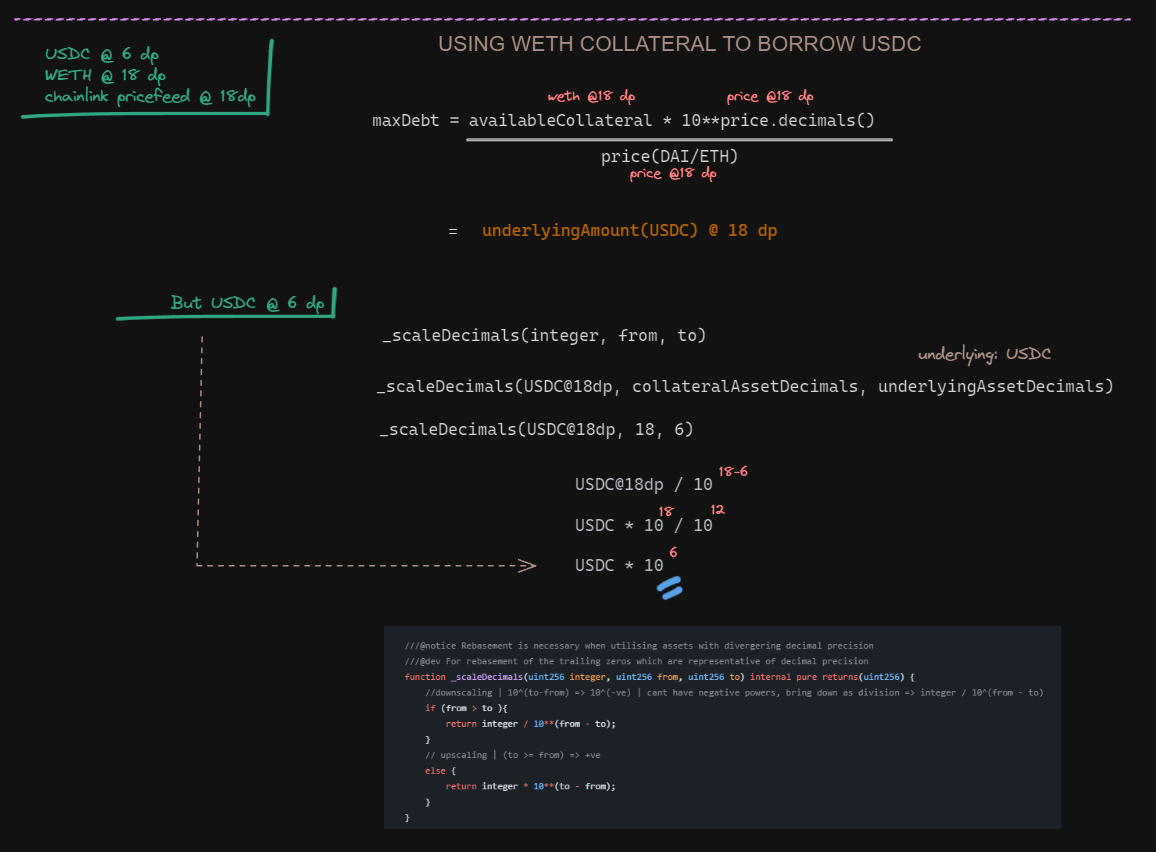 USDC @ 6 dp
WETH @ 18 dp
chainlink pricefeed @ 18dp
USING WETH COLLATERAL TO BORROW USDC
weth @18 dp price @18 dp
maxDebt = availableCollateral * 10**price.decimals()
price(DAI/ETH)
price @18 dp
= underlyingAmount(USDC) @ 18 dp
But USDC @ 6 dp
_scaleDecimals(integer, from, to)
underlying: USDC
_scaleDecimals(USDC@18dp, collateralAssetDecimals, underlyingAssetDecimals)
_scaleDecimals(USDC@18dp, 18, 6)
USDC@18dp / 10^18-6
USDC * 10^18 / 10^12
USDC * 10^6
///@notice Rebasement is necessary when utilising assets with divergering decimal precision
///@dev For rebasement of the trailing zeros which are representative of decimal precision
function _scaleDecimals(uint256 integer, uint256 from, uint256 to) internal pure returns(uint256) {
//downscaling | 10^(to-from) => 10^(-ve) | cant have negative powers, bring down as division => integer / 10^(from - to)
if (from > to ){
return integer / 10**(from - to);
}
// upscaling | (to >= from) => +ve
else {
return integer * 10**(to - from);
}
}